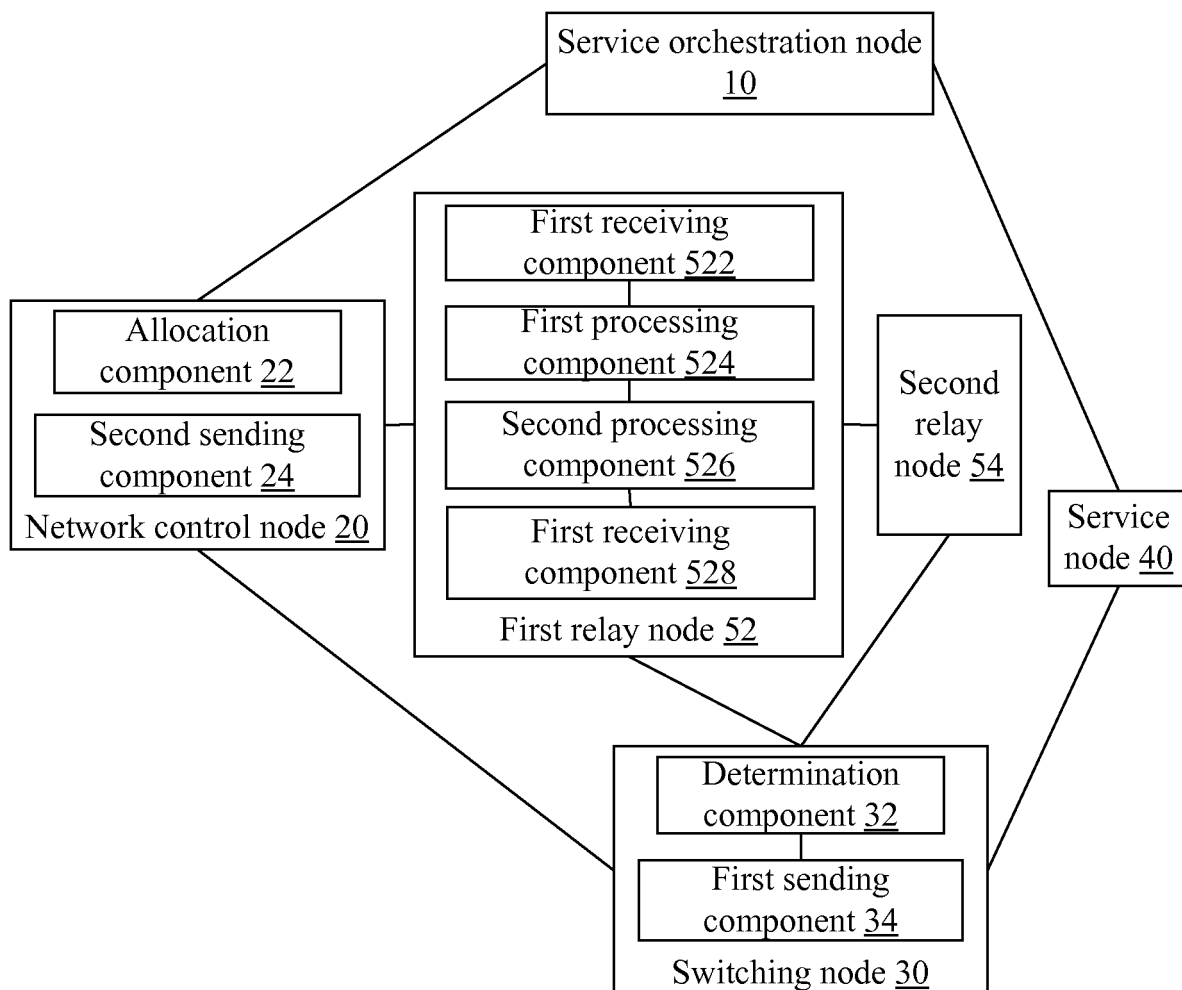 Service orchestration node
10
First receiving
component 522
First processing
component 524
Second processing
component 526
First receiving
component 528
First relay node 52
Allocation
component 22
Second sending
component 24
Network control node 20
Second
relay
node 54
Service
node 40
Determination
component 32
First sending
component 34
Switching node 30